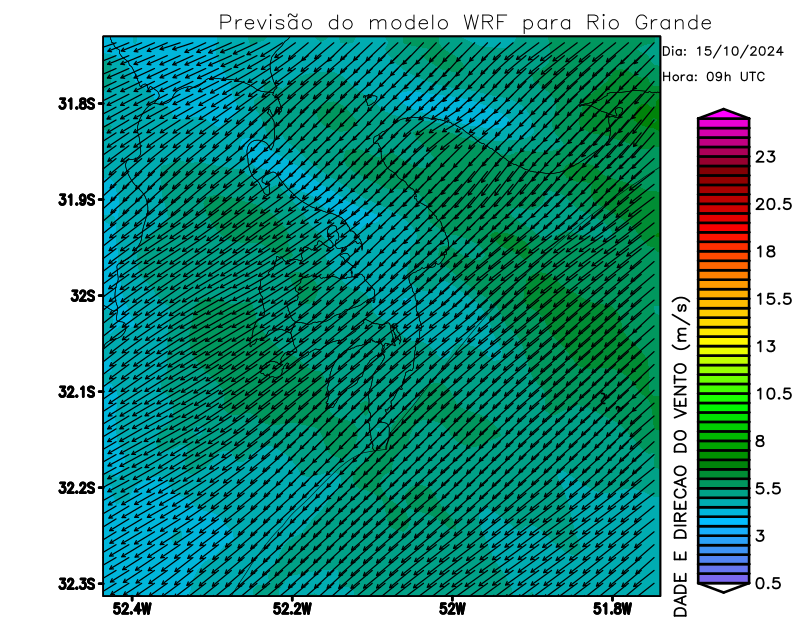 Previsão do modelo WRF para Rio Grande
Dia: 15/10/2024
Hora: 09h UTC
31.8S
31.9S
32S
32.1S
32.2S
32.3S
52.4W
52.2W
52W
51.8W
DADE E DIRECAO DO VENTO (m/s)
23
20.5
18
15.5
13
10.5
8
5.5
3
0.5